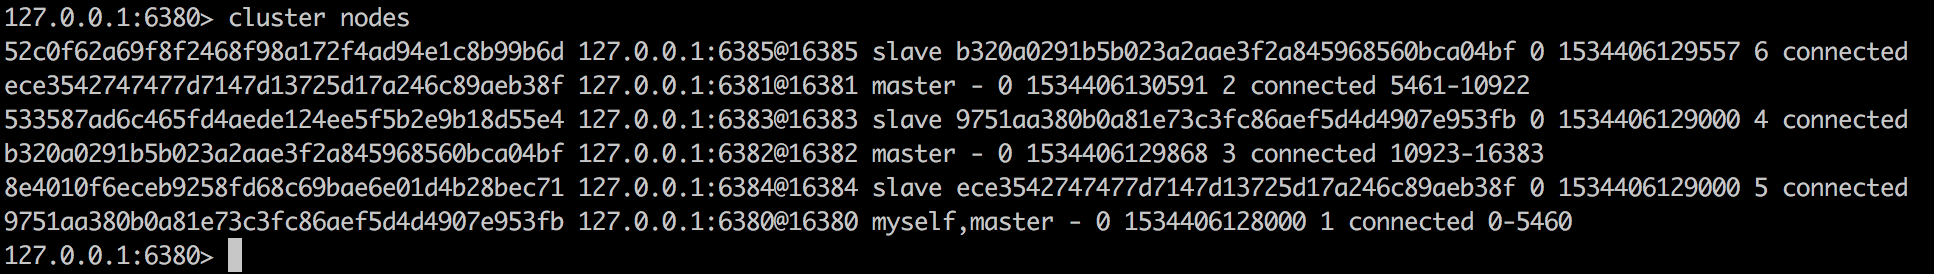 127.0.0.1:6380> cluster nodes
52c0f62a69f8f2468f98a172f4ad94e1c8b99b6d 127.0.0.1:6385@16385 slave b320a0291b5b023a2aae3f2a845968560bca04bf 0 1534406129557 6 connected
ece3542747477d7147d13725d17a246c89aeb38f 127.0.0.1:6381@16381 master - 0 1534406130591 2 connected 5461-10922
533587ad6c465fd4aede124ee5f5b2e9b18d55e4 127.0.0.1:6383@16383 slave 9751aa380b0a81e73c3fc86aef5d4d4907e953fb 0 1534406129000 4 connected
b320a0291b5b023a2aae3f2a845968560bca04bf 127.0.0.1:6382@16382 master - 0 1534406129868 3 connected 10923-16383
8e4010f6eceb9258fd68c69bae6e01d4b28bec71 127.0.0.1:6384@16384 slave ece3542747477d7147d13725d17a246c89aeb38f 0 1534406129000 5 connected
9751aa380b0a81e73c3fc86aef5d4d4907e953fb 127.0.0.1:6380@16380 myself,master - 0 1534406128000 1 connected 0-5460
127.0.0.1:6380>